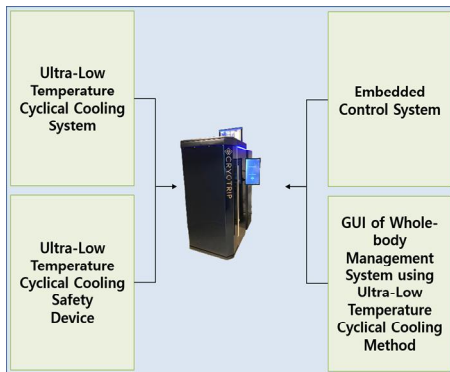 Ultra-Low
Temperature
Cyclical Cooling
System
Embedded
Control System
CRYOTRIP
Ultra-Low
Temperature
Cyclical Cooling
Safety
Device
GUI of Whole-
body
Management
System using
Ultra-Low
Temperature
Cyclical Cooling
Method